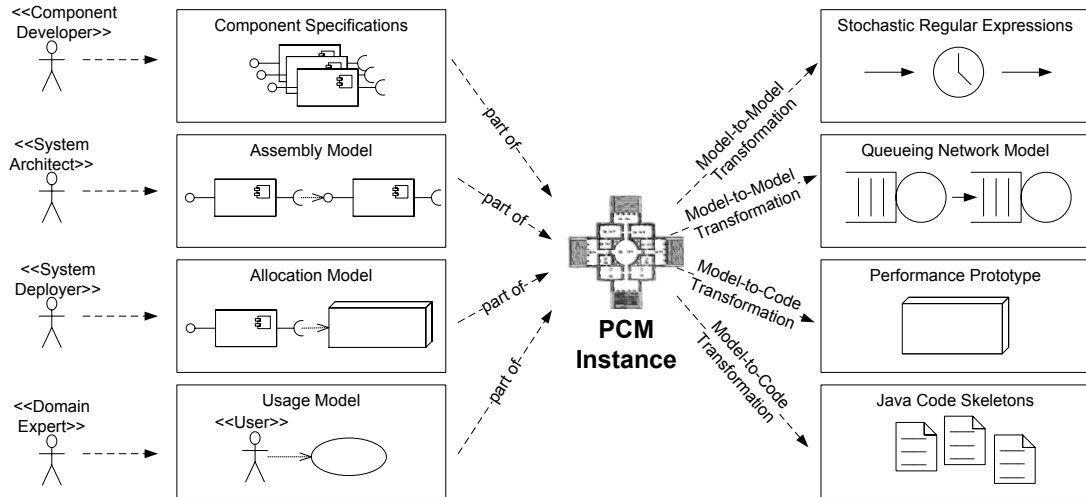 <<Component
Developer>>
Component Specifications
<<System
Architect>>
Assembly Model
<<System
Deployer>>
Allocation Model
<<Domain
Expert>>
Usage Model
<<User>>
part of
part of
part of
part of
PCM
Instance
Model-to-Model
Transformation
Model-to-Model
Transformation
Model-to-Code
Transformation
Model-to-Code
Transformation
Stochastic Regular Expressions
Queueing Network Model
Performance Prototype
Java Code Skeletons